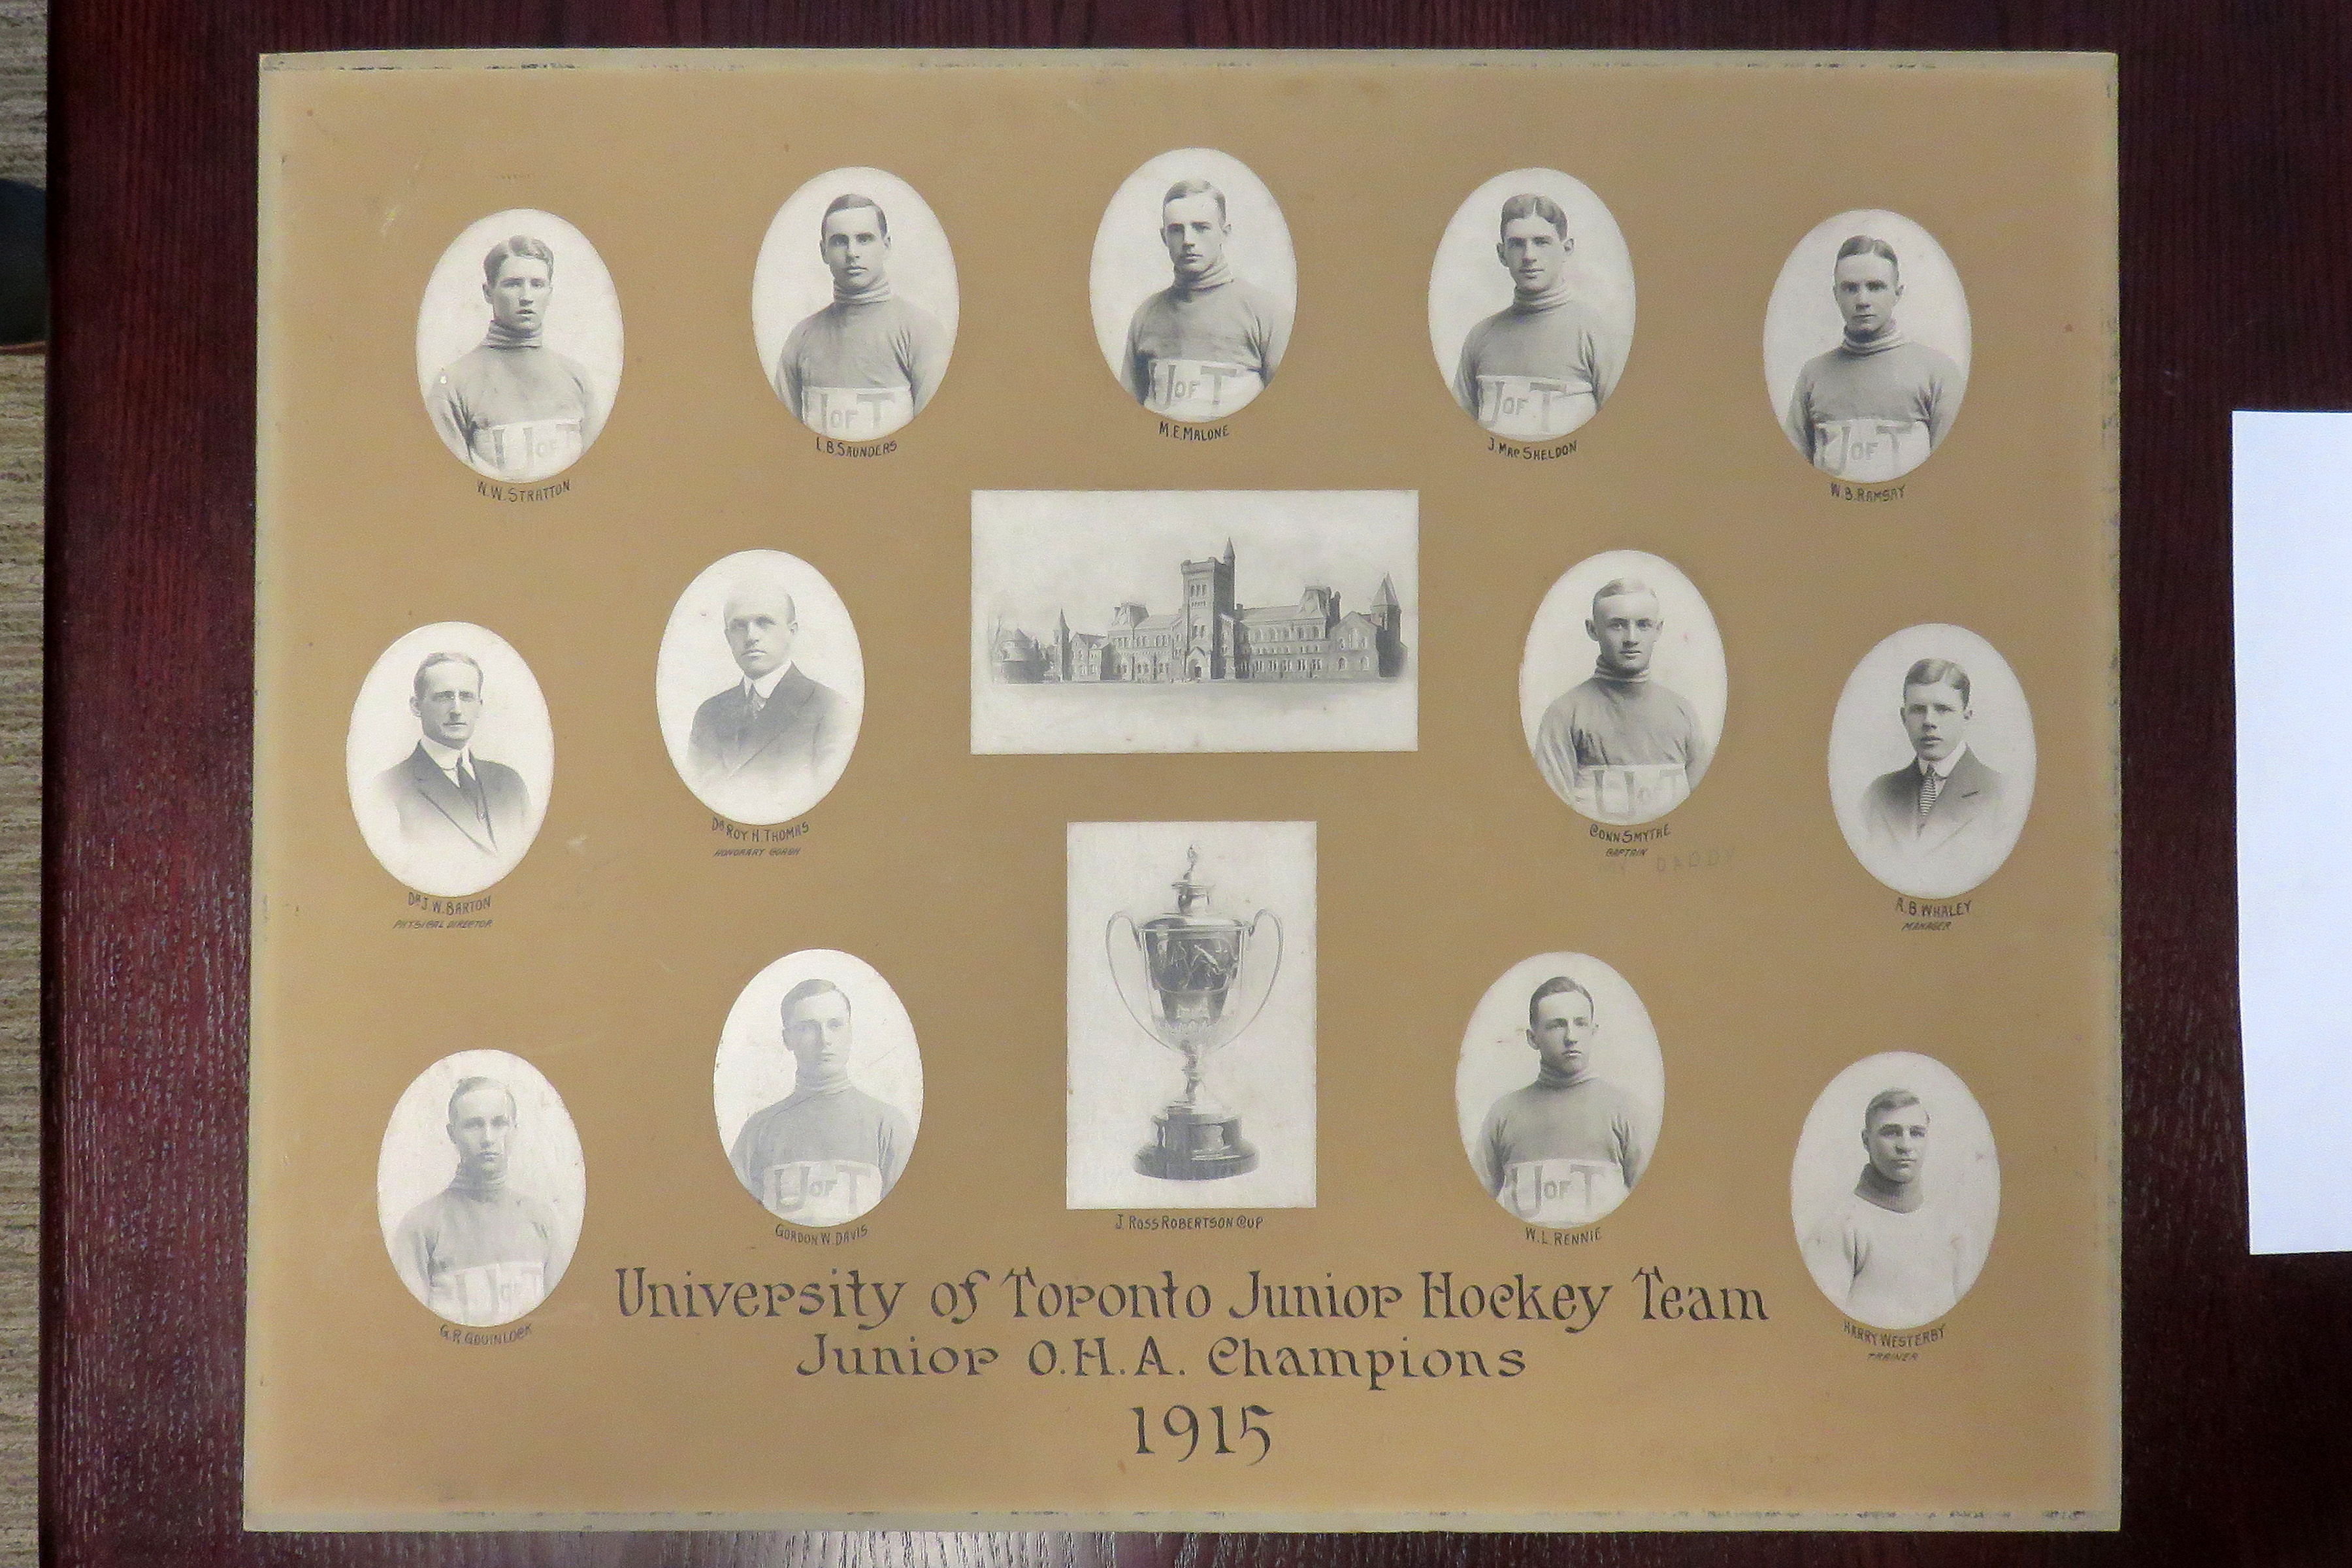 U OF T
U OF T
U OF T
U OF T
U OF T
M.E. MALONE
L.B. SAUNDERS
J. MAC. SHELDON
W.W. STRATTON
W.B. RAMSAY
U OF T
DR ROY H. THOMAS
HONORARY COACH
CONN SMYTHE
CAPTAIN
MY DADDY
DR J.W. BARTON
PHYSICAL DIRECTOR
A.B. WHALEY
MANAGER
U OF T
U OF T
U OF T
J. ROSS ROBERTSON CUP
GORDON W. DAVIS
W.L. RENNIE
G.R. GOUINLOCK
HARRY WESTERBY
TRAINER
University of Toronto Junior Hockey Team
Junior O.H.A. Champions
1915